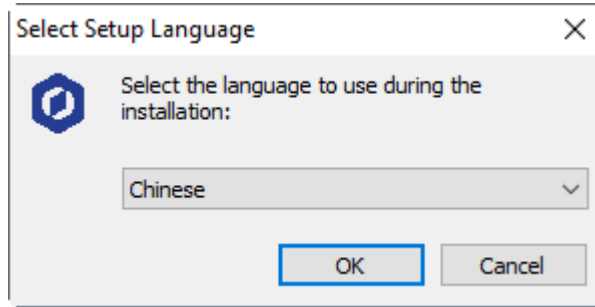 Select Setup Language
Select the language to use during the
installation:
Chinese
OK
Cancel